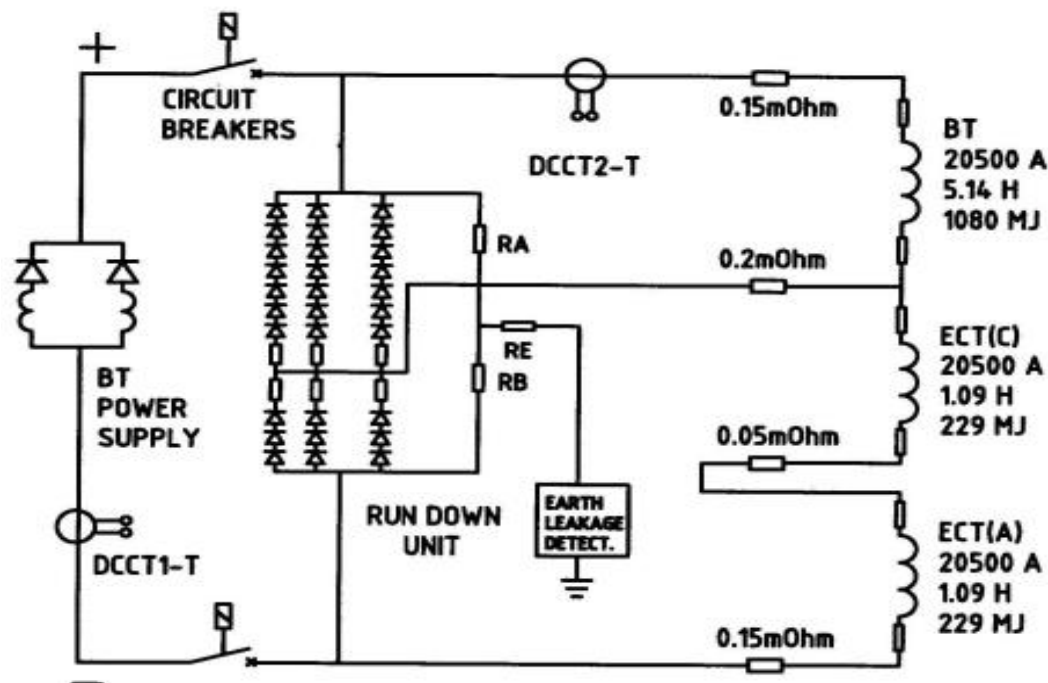 +
CIRCUIT
BREAKERS
DCCT2-T
0.15mOhm
BT
20500 A
5.14 H
1080 MJ
RA
0.2mOhm
RE
RB
BT
POWER
SUPPLY
ECT(C)
20500 A
1.09 H
229 MJ
0.05mOhm
RUN DOWN
UNIT
EARTH
LEAKAGE
DETECT.
DCCT1-T
ECT(A)
20500 A
1.09 H
229 MJ
0.15mOhm